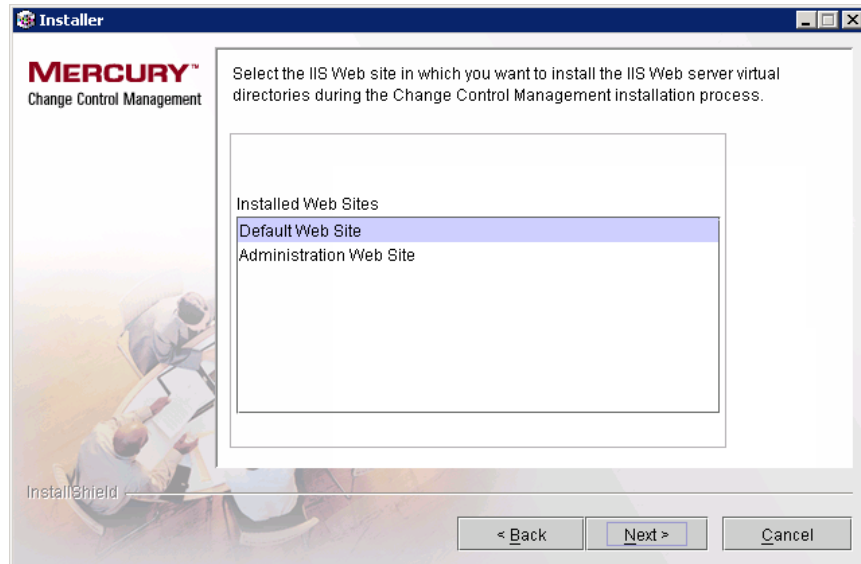 Installer
MERCURY™
Change Control Management
Select the IIS Web site in which you want to install the IIS Web server virtual
directories during the Change Control Management installation process.
Installed Web Sites
Default Web Site
Administration Web Site
InstallShield
< Back
Next >
Cancel